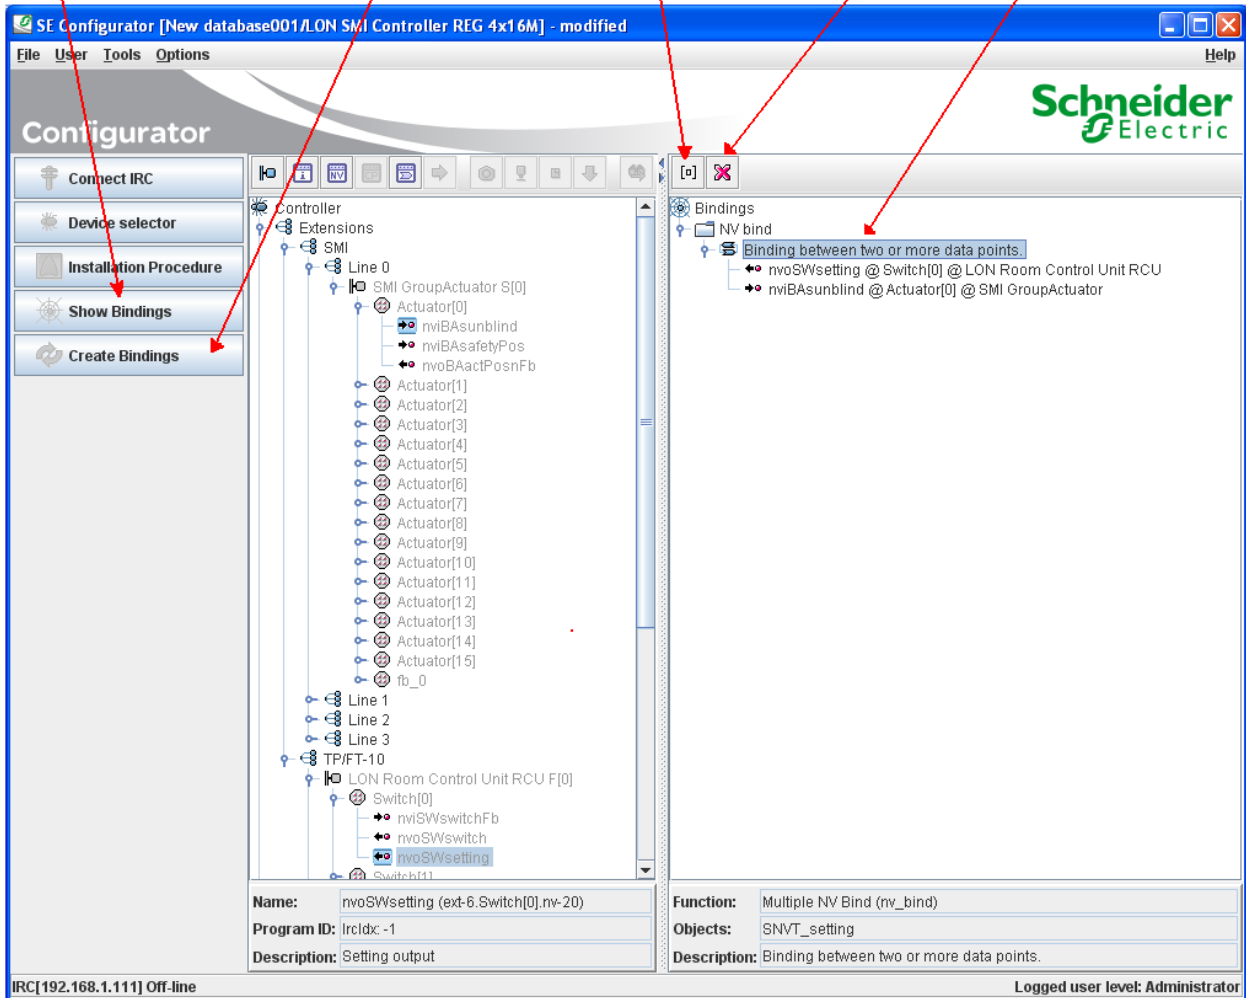 SE Configurator [New database001/LON SMI Controller REG 4x16M] - modified
File User Tools Options Help
Configurator
Schneider
Electric
Connect IRC
Device selector
Installation Procedure
Show Bindings
Create Bindings
NV
Controller
Extensions
SMI
Line 0
SMI GroupActuator S[0]
Actuator[0]
nviBAsunblind
nviBAsafetyPos
nvoBAactPosnFb
Actuator[1]
Actuator[2]
Actuator[3]
Actuator[4]
Actuator[5]
Actuator[6]
Actuator[7]
Actuator[8]
Actuator[9]
Actuator[10]
Actuator[11]
Actuator[12]
Actuator[13]
Actuator[14]
Actuator[15]
fb_0
Line 1
Line 2
Line 3
TP/FT-10
LON Room Control Unit RCU F[0]
Switch[0]
nviSWswitchFb
nvoSWswitch
nvoSWsetting
Switch[1]
Name: nvoSWsetting (ext-6.Switch[0].nv-20)
Program ID: IrcIdx: -1
Description: Setting output
Bindings
NV bind
Binding between two or more data points.
nvoSWsetting @ Switch[0] @ LON Room Control Unit RCU
nviBAsunblind @ Actuator[0] @ SMI GroupActuator
Function: Multiple NV Bind (nv_bind)
Objects: SNVT_setting
Description: Binding between two or more data points.
IRC[192.168.1.111] Off-line
Logged user level: Administrator